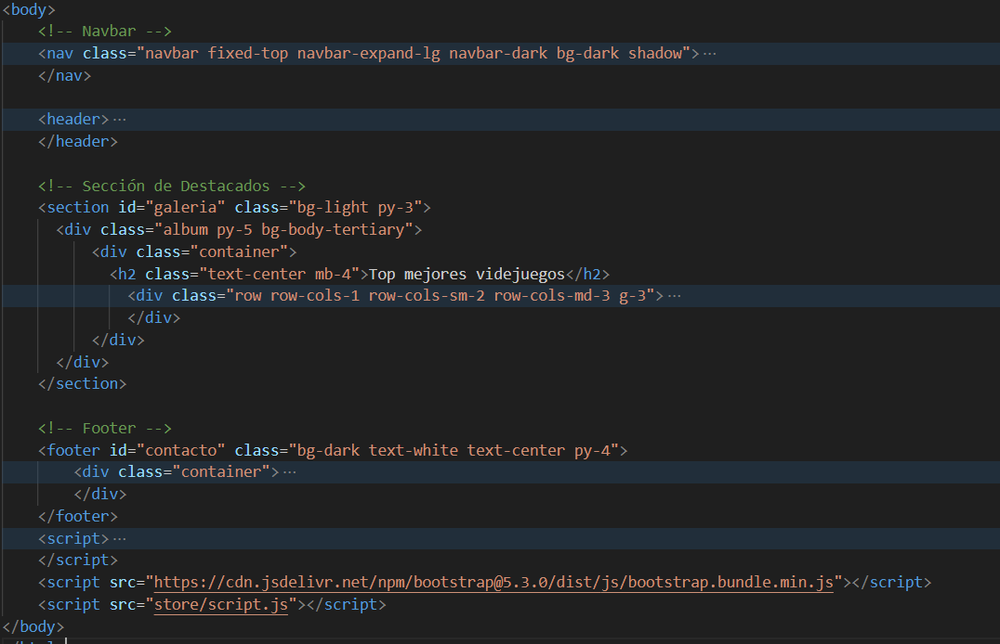 <body>
<!-- Navbar -->
<nav class="navbar fixed-top navbar-expand-lg navbar-dark bg-dark shadow">···
</nav>
<header>···
</header>
<!-- Sección de Destacados -->
<section id="galeria" class="bg-light py-3">
<div class="album py-5 bg-body-tertiary">
<div class="container">
<h2 class="text-center mb-4">Top mejores videjuegos</h2>
<div class="row row-cols-1 row-cols-sm-2 row-cols-md-3 g-3">···
</div>
</div>
</div>
</section>
<!-- Footer -->
<footer id="contacto" class="bg-dark text-white text-center py-4">
<div class="container">···
</div>
</footer>
<script>···
</script>
<script src="https://cdn.jsdelivr.net/npm/bootstrap@5.3.0/dist/js/bootstrap.bundle.min.js"></script>
<script src="store/script.js"></script>
</body>